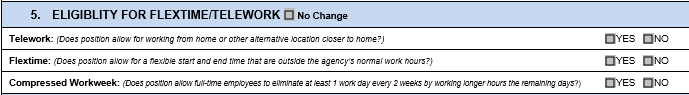 5. ELIGIBLITY FOR FLEXTIME/TELEWORK ☐ No Change
Telework: (Does position allow for working from home or other alternative location closer to home?) ☐YES ☐NO
Flextime: (Does position allow for a flexible start and end time that are outside the agency's normal work hours?) ☐YES ☐NO
Compressed Workweek: (Does position allow full-time employees to eliminate at least 1 work day every 2 weeks by working longer hours the remaining days?) ☐YES ☐NO